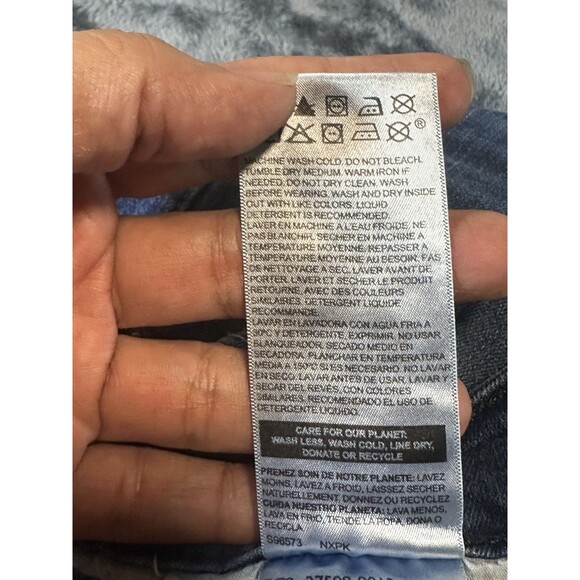 ®
MACHINE WASH COLD. DO NOT BLEACH.
TUMBLE DRY MEDIUM. WARM IRON IF
NEEDED. DO NOT DRY CLEAN. WASH
BEFORE WEARING. WASH AND DRY INSIDE
OUT WITH LIKE COLORS. LIQUID
DETERGENT IS RECOMMENDED.
LAVER EN MACHINE A L'EAU FROIDE. NE
PAS BLANCHIR. SECHER EN MACHINE A
TEMPERATURE MOYENNE. REPASSER A
TEMPERATURE MOYENNE AU BESOIN. PAS
DE NETTOYAGE A SEC. LAVER AVANT DE
PORTER. LAVER ET SECHER LE PRODUIT
RETOURNE, AVEC DES COULEURS
SIMILAIRES. DETERGENT LIQUIDE
RECOMMANDE.
LAVAR EN LAVADORA CON AGUA FRIA A
30ºC Y DETERGENTE, EXPRIMIR. NO USAR
BLANQUEADOR. SECADO MEDIO EN
SECADORA. PLANCHAR EN TEMPERATURA
MEDIA A 150ºC SI ES NECESARIO. NO LAVAR
EN SECO. LAVAR ANTES DE USAR. LAVAR Y
SECAR DEL REVÉS, CON COLORES
SIMILARES. RECOMENDADO EL USO DE
DETERGENTE LIQUIDO.
CARE FOR OUR PLANET:
WASH LESS, WASH COLD, LINE DRY,
DONATE OR RECYCLE
PRENEZ SOIN DE NOTRE PLANETE: LAVEZ
MOINS, LAVEZ A FROID, LAISSEZ SECHER
NATURELLEMENT. DONNEZ OU RECYCLEZ
CUIDA NUESTRO PLANETA: LAVA MENOS,
LAVA EN FRIO, TIENDE LA ROPA, DONA O
RECICLA
S96573 NXPK